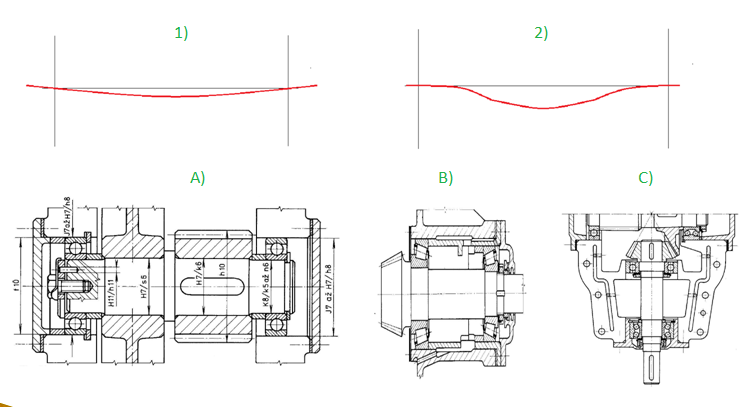 1)
2)
A)
B)
C)
J7 až H7/h8
f10
H11/h11
H7/s6
H7/k6
h10
K8/k5 až n6
J7 až H7/h8